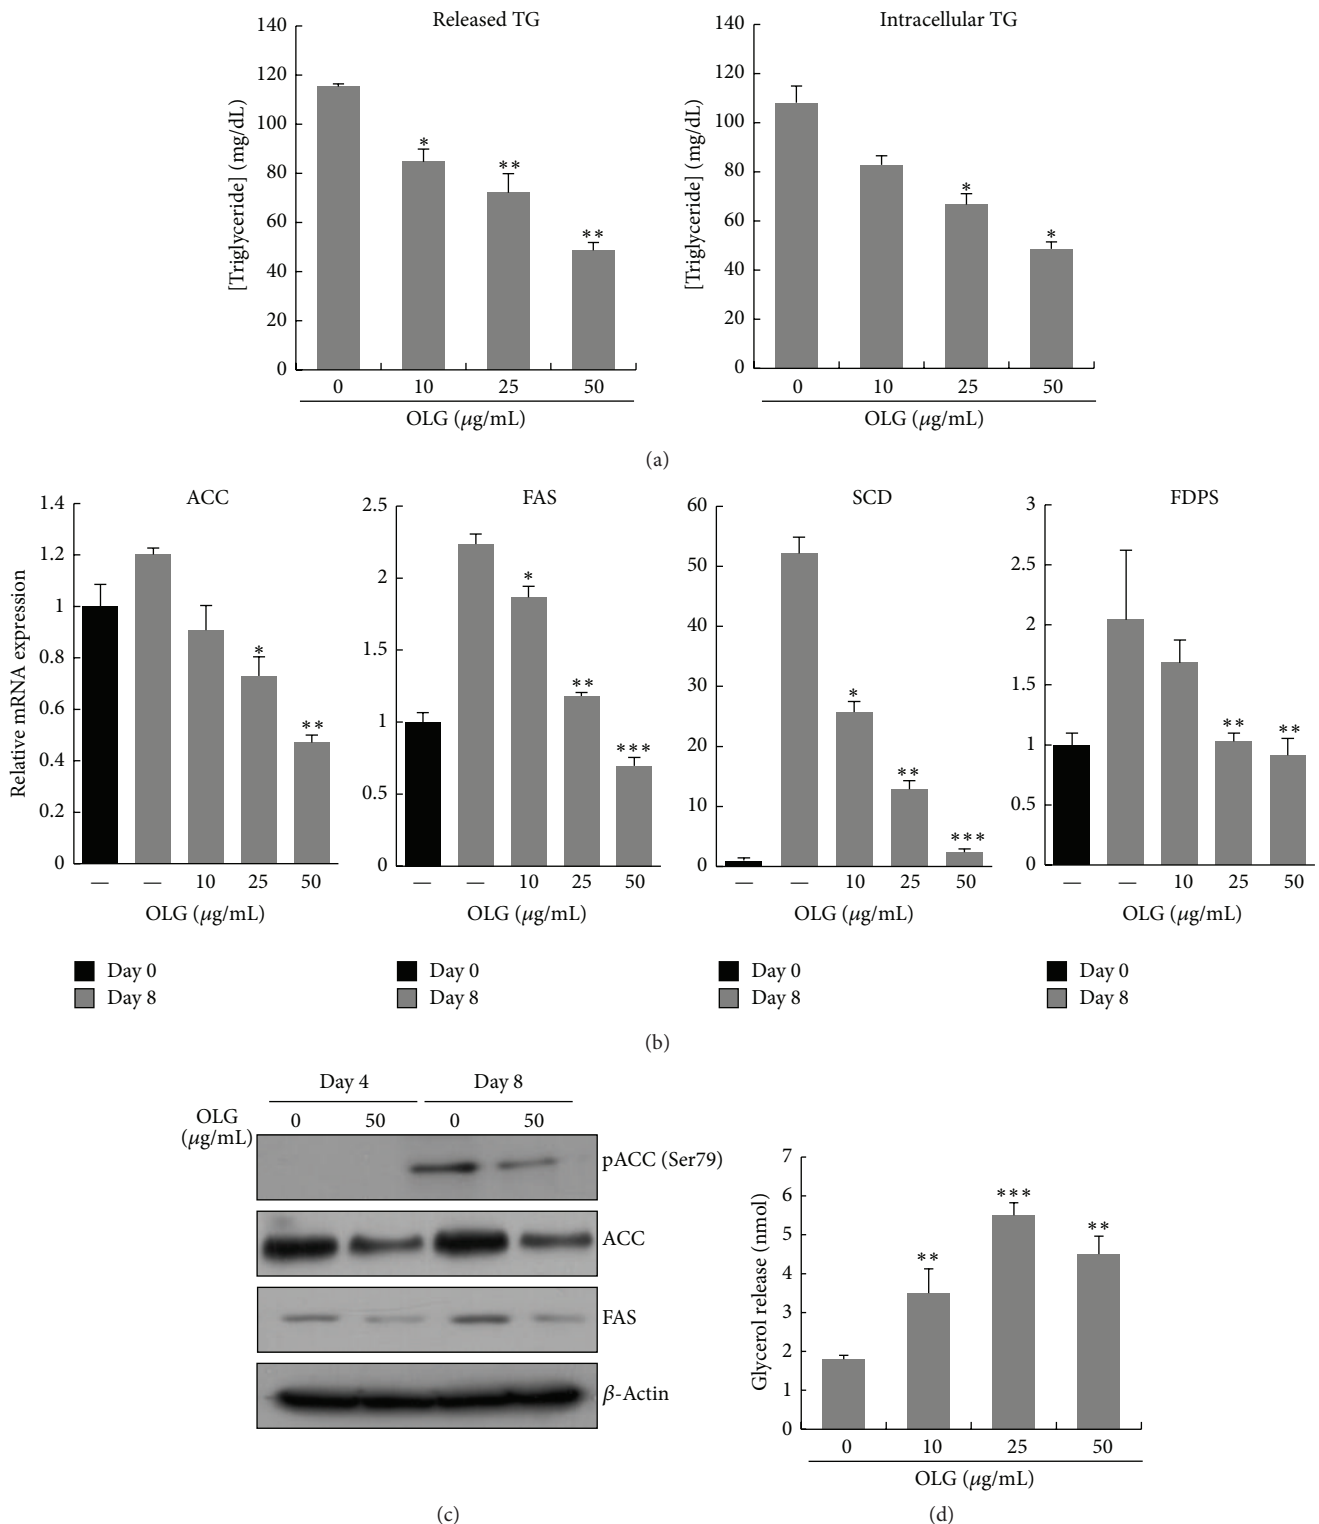 Released TG
[Triglyceride] (mg/dL)
140
120
100
80
60
40
20
0
*
**
**
0 10 25 50
OLG (μg/mL)
Intracellular TG
[Triglyceride] (mg/dL)
140
120
100
80
60
40
20
0
*
*
0 10 25 50
OLG (μg/mL)
(a)
ACC
Relative mRNA expression
1.4
1.2
1
0.8
0.6
0.4
0.2
0
*
**
— — 10 25 50
OLG (μg/mL)
Day 0
Day 8
FAS
2.5
2
1.5
1
0.5
0
*
**
***
— — 10 25 50
OLG (μg/mL)
Day 0
Day 8
SCD
60
50
40
30
20
10
0
*
**
***
— — 10 25 50
OLG (μg/mL)
Day 0
Day 8
FDPS
3
2.5
2
1.5
1
0.5
0
**
**
— — 10 25 50
OLG (μg/mL)
Day 0
Day 8
(b)
Day 4 Day 8
OLG
(μg/mL)
0 50 0 50
pACC (Ser79)
ACC
FAS
β-Actin
(c)
Glycerol release (nmol)
7
6
5
4
3
2
1
0
**
***
**
0 10 25 50
OLG (μg/mL)
(d)